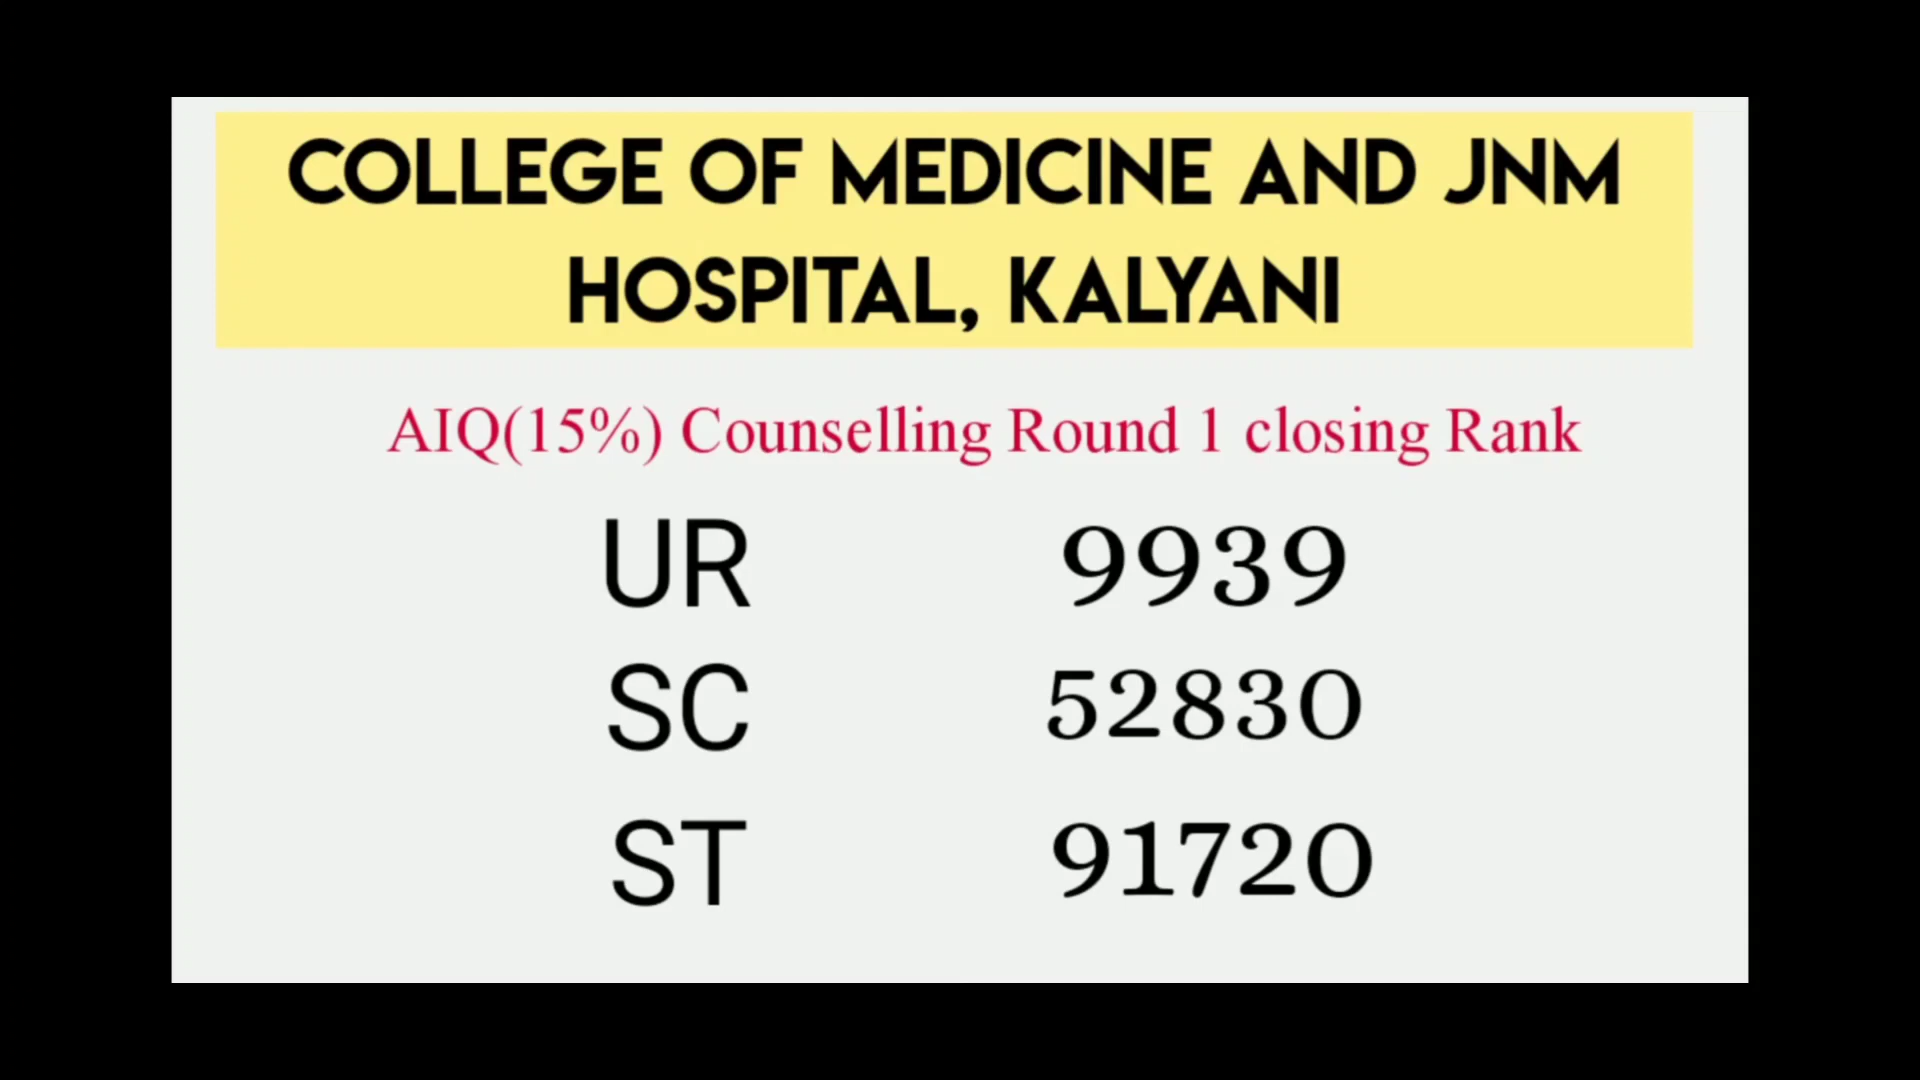 COLLEGE OF MEDICINE AND JNM
HOSPITAL, KALYANI
AIQ(15%) Counselling Round 1 closing Rank
UR 9939
SC 52830
ST 91720